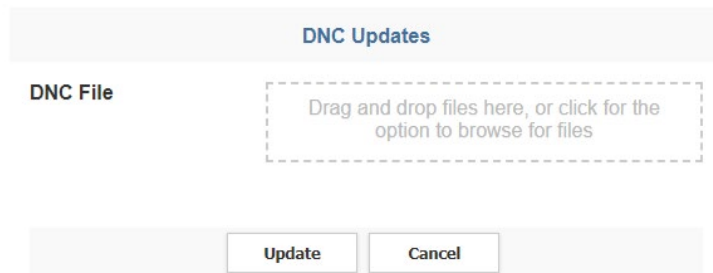 DNC Updates
DNC File
Drag and drop files here, or click for the
option to browse for files
Update
Cancel